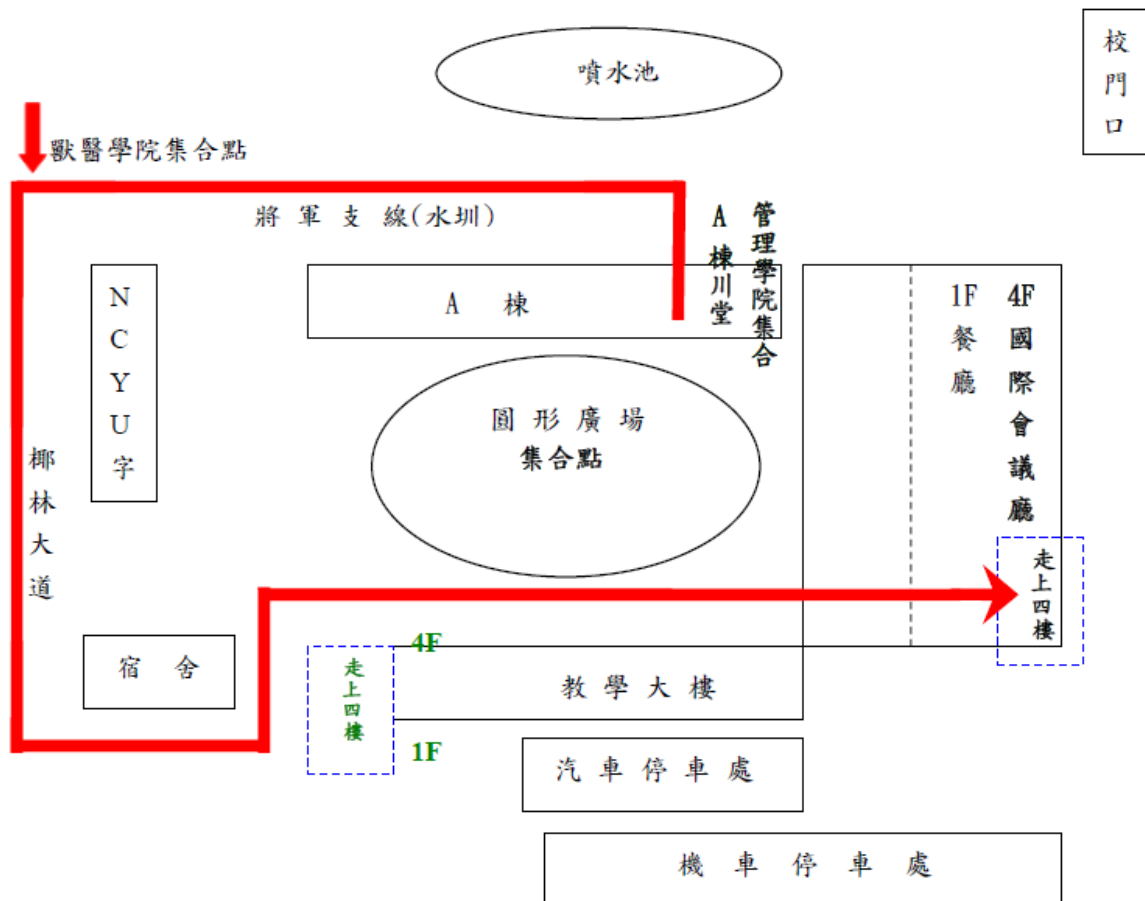 噴水池
校門口
獸醫學院集合點
將軍支線(水圳)
管理學院集合
A棟川堂
A 棟
NCYU字
1F餐廳
4F國際會議廳
圓形廣場
集合點
椰林大道
走上四樓
宿舍
4F
走上四樓
教學大樓
1F
汽車停車處
機車停車處